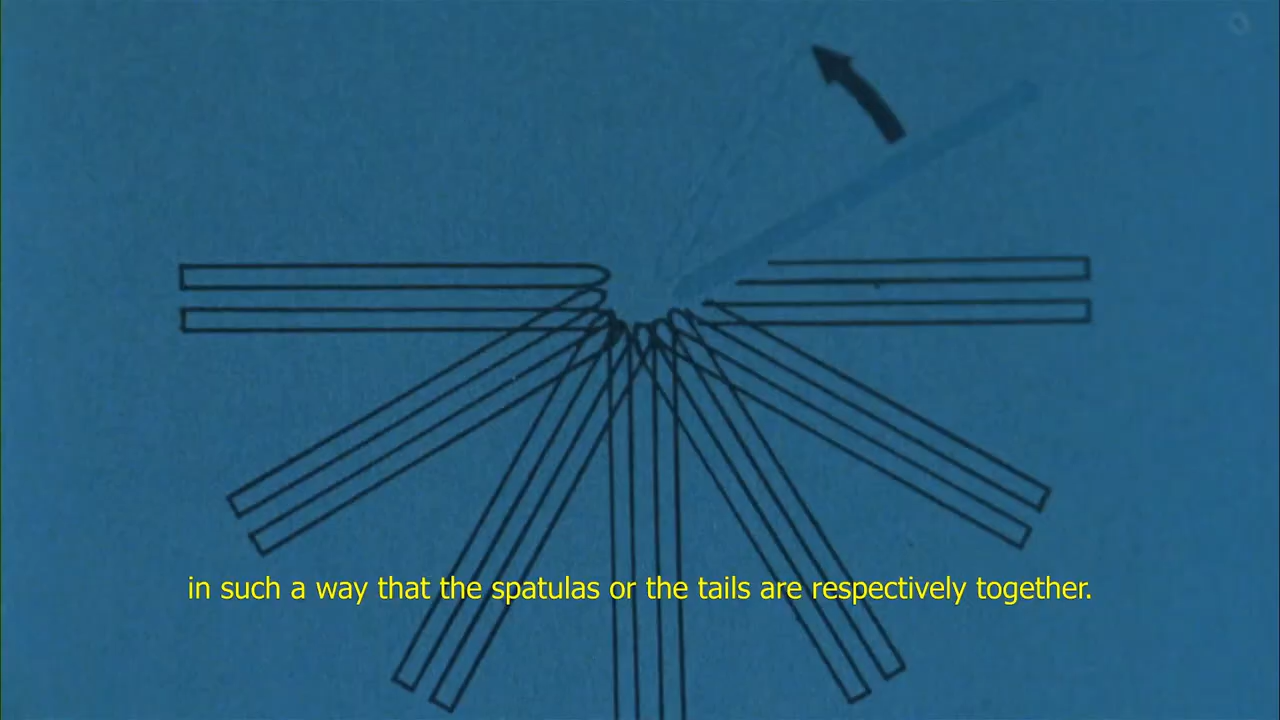 in such a way that the spatulas or the tails are respectively together.